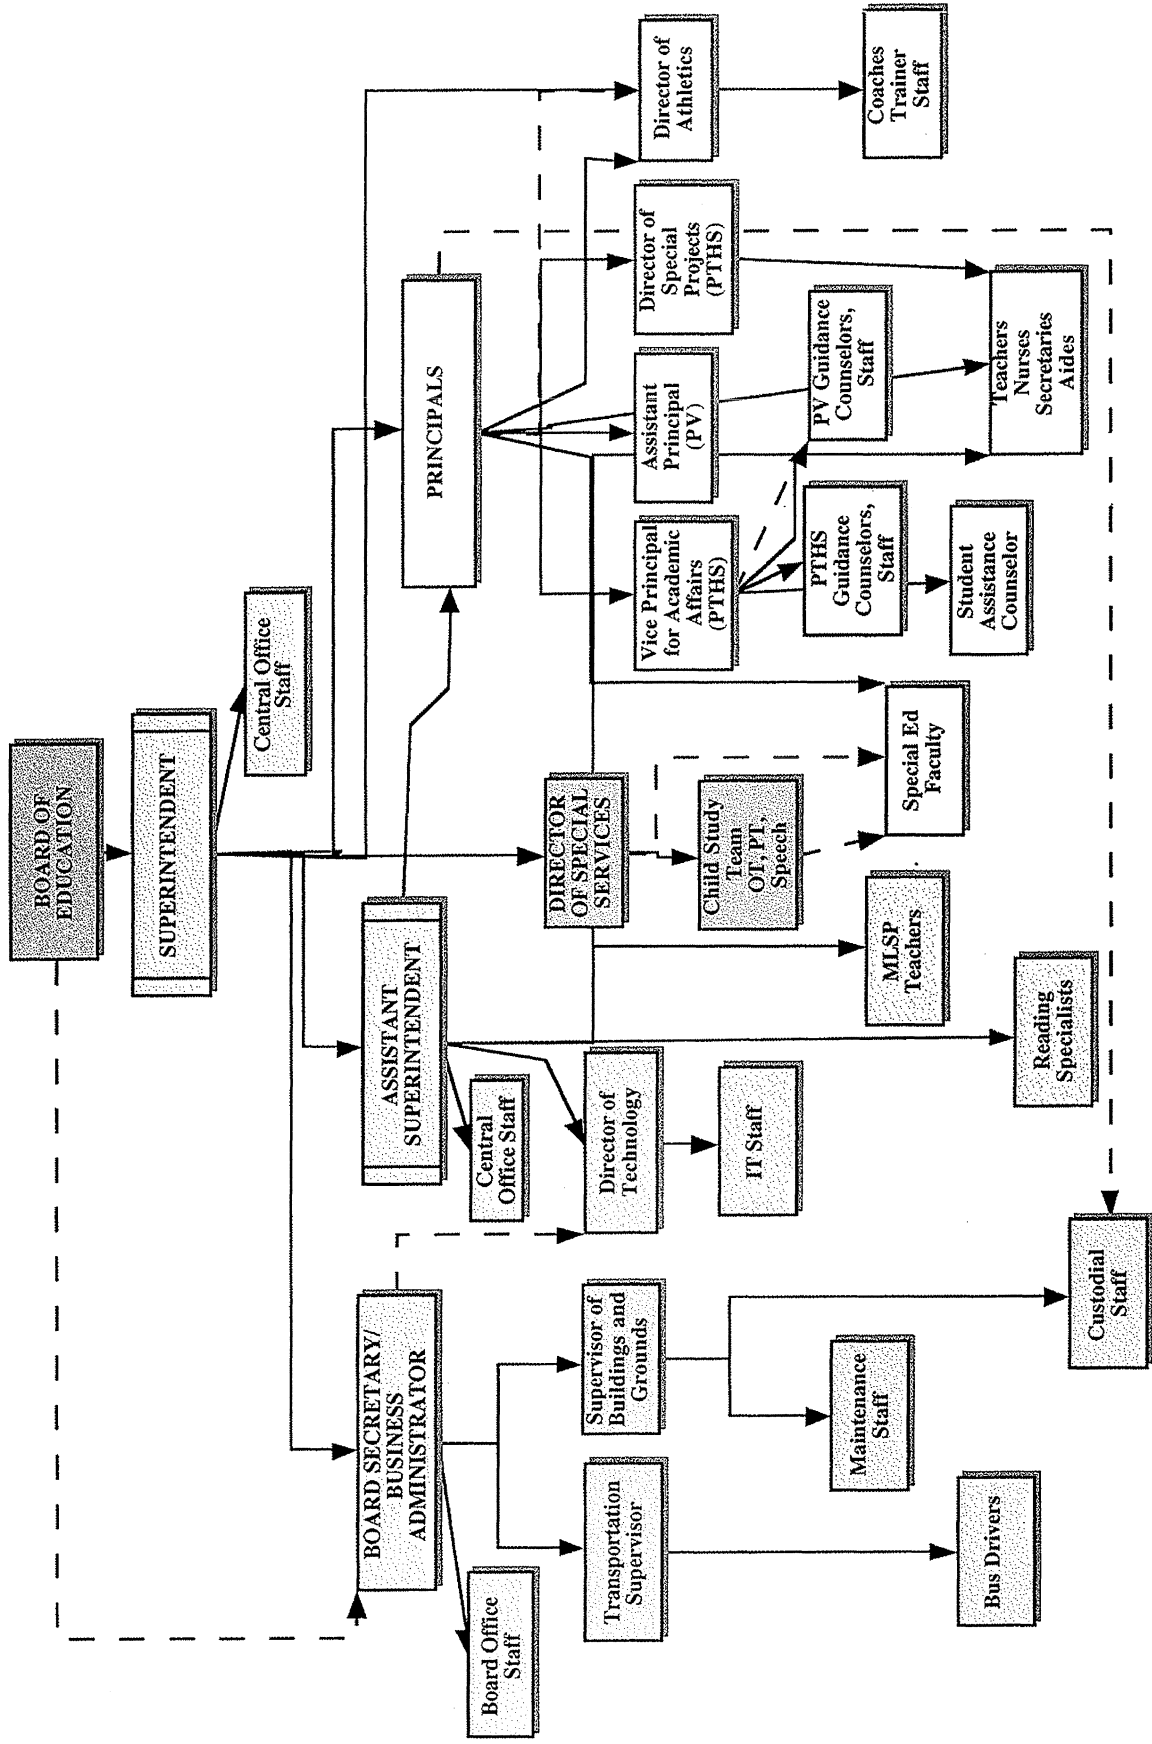 BOARD OF
EDUCATION
SUPERINTENDENT
Central Office
Staff
BOARD SECRETARY/
BUSINESS
ADMINISTRATOR
ASSISTANT
SUPERINTENDENT
PRINCIPALS
Board Office
Staff
Central
Office Staff
Transportation
Supervisor
Supervisor of
Buildings and
Grounds
Director of
Technology
DIRECTOR
OF SPECIAL
SERVICES
Vice Principal
for Academic
Affairs
(PTHS)
Assistant
Principal
(PV)
Director of
Special
Projects
(PTHS)
Director of
Athletics
IT Staff
Child Study
Team
OT, PT,
Speech
PTHS
Guidance
Counselors,
Staff
PV Guidance
Counselors,
Staff
Coaches
Trainer
Staff
Maintenance
Staff
MLSP
Teachers
Special Ed
Faculty
Student
Assistance
Counselor
Teachers
Nurses
Secretaries
Aides
Bus Drivers
Reading
Specialists
Custodial
Staff